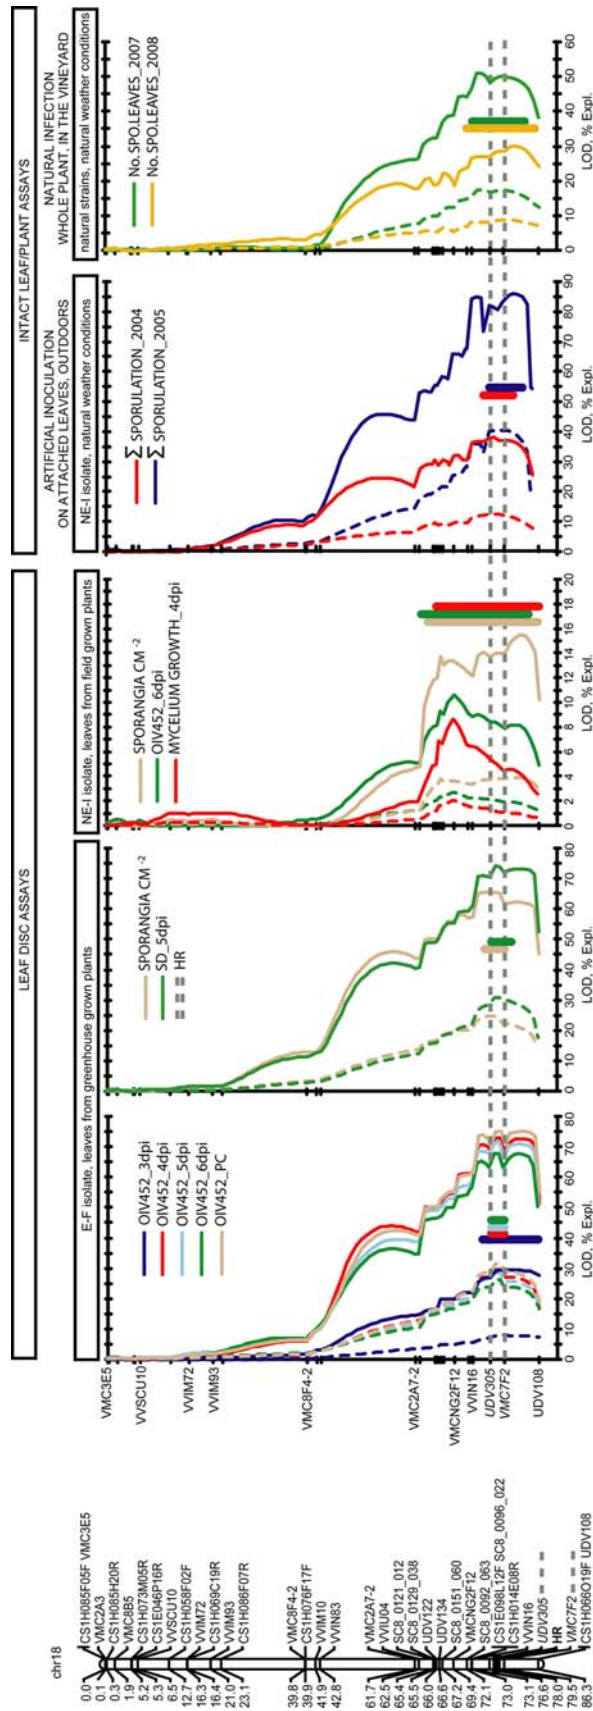 LEAF DISC ASSAYS
INTACT LEAF/PLANT ASSAYS
ARTIFICIAL INOCULATION
ON ATTACHED LEAVES, OUTDOORS
NATURAL INFECTION
WHOLE PLANT, IN THE VINEYARD
E-F isolate, leaves from greenhouse grown plants
NE-I isolate, leaves from field grown plants
NE-I isolate, natural weather conditions
natural strains, natural weather conditions
chr18
0.0
0.1
0.3
1.9
5.2
5.3
6.5
12.7
16.3
16.4
21.0
23.1
39.8
39.9
41.9
42.8
61.7
62.5
65.4
65.5
66.0
66.6
67.2
69.4
72.1
73.0
73.1
76.6
78.0
79.5
86.3
CS1H085F05F VMC3E5
VMC2A3
CS1H085H20R
VMC8B5
CS1H073M05R
CS1E046P16R
VVSCU10
CS1H058F02F
VVIM72
CS1H069C19R
VVIM93
CS1H086F07R
VMC8F4-2
CS1H076F17F
VVIM10
VVIN83
VMC2A7-2
VVIU04
SC8_0121_012
SC8_0129_038
UDV122
UDV134
SC8_0151_060
VMCNG2F12
SC8_0092_063
CS1E098L12F SC8_0096_022
CS1H014E08R
VVIN16
UDV305
HR
VMC7F2
CS1H066O19F UDV108
VMC3E5
VVSCU10
VVIM72
VVIM93
VMC8F4-2
VMC2A7-2
VMCNG2F12
VVIN16
UDV305
VMC7F2
UDV108
OIV452_3dpi
OIV452_4dpi
OIV452_5dpi
OIV452_6dpi
OIV452_PC
0 10 20 30 40 50 60 70 80
LOD, % Expl.
SPORANGIA CM -2
SD_5dpi
HR
0 10 20 30 40 50 60 70 80
LOD, % Expl.
SPORANGIA CM -2
OIV452_6dpi
MYCELIUM GROWTH_4dpi
0 2 4 6 8 10 12 14 16 18 20
LOD, % Expl.
∑ SPORULATION_2004
∑ SPORULATION_2005
0 10 20 30 40 50 60 70 80 90
LOD, % Expl.
No.SPO.LEAVES_2007
No.SPO.LEAVES_2008
0 10 20 30 40 50 60
LOD, % Expl.